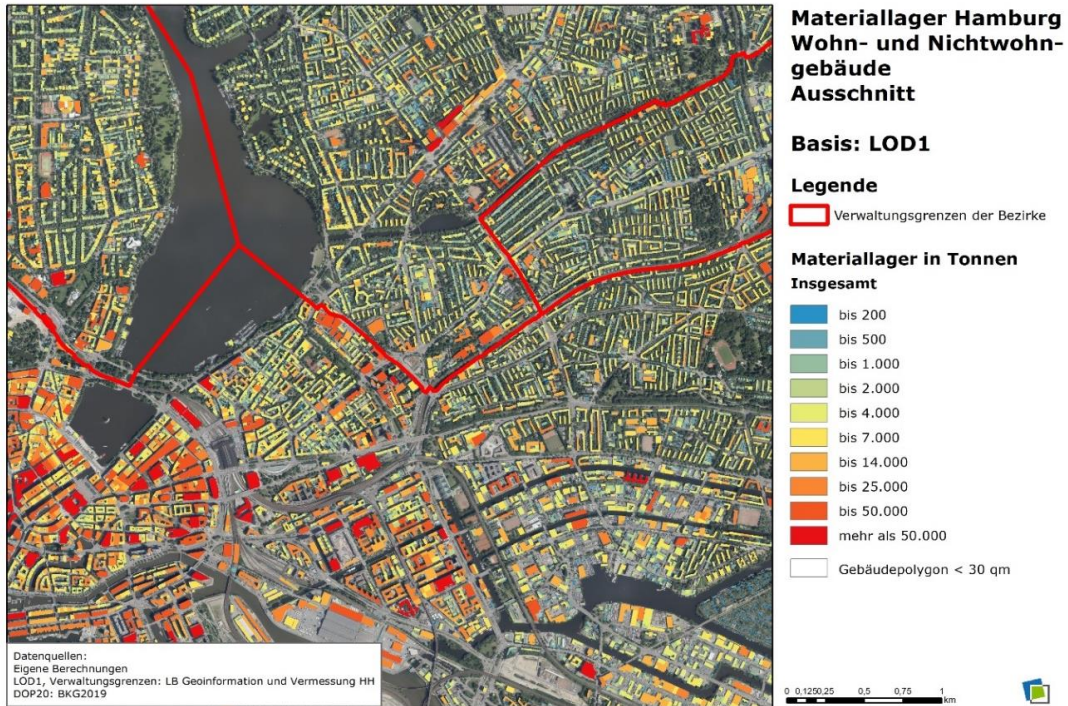 Materiallager Hamburg
Wohn- und Nichtwohn-
gebäude
Ausschnitt
Basis: LOD1
Legende
Verwaltungsgrenzen der Bezirke
Materiallager in Tonnen
Insgesamt
bis 200
bis 500
bis 1.000
bis 2.000
bis 4.000
bis 7.000
bis 14.000
bis 25.000
bis 50.000
mehr als 50.000
Gebäudepolygon < 30 qm
Datenquellen:
Eigene Berechnungen
LOD1, Verwaltungsgrenzen: LB Geoinformation und Vermessung HH
DOP20: BKG2019
0 0,1250,25 0,5 0,75 1
km